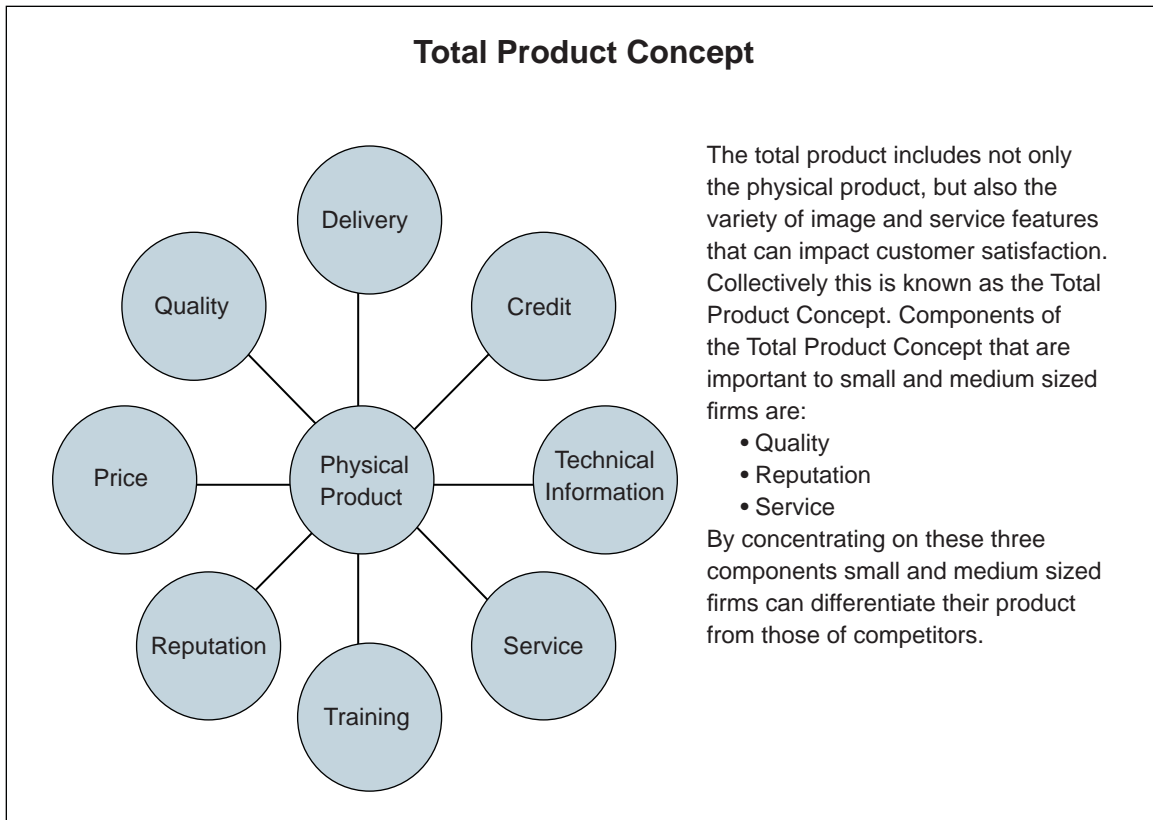 Total Product Concept
Delivery
Quality
Credit
Price
Physical
Product
Technical
Information
Reputation
Service
Training
The total product includes not only
the physical product, but also the
variety of image and service features
that can impact customer satisfaction.
Collectively this is known as the Total
Product Concept. Components of
the Total Product Concept that are
important to small and medium sized
firms are:
• Quality
• Reputation
• Service
By concentrating on these three
components small and medium sized
firms can differentiate their product
from those of competitors.